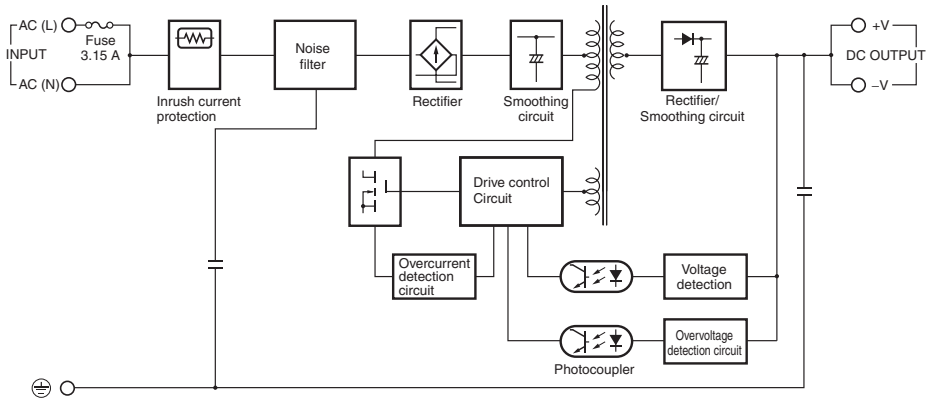 AC (L)
Fuse
3.15 A
INPUT
AC (N)
Inrush current
protection
Noise
filter
Rectifier
Smoothing
circuit
Rectifier/
Smoothing circuit
+V
DC OUTPUT
–V
Drive control
Circuit
Overcurrent
detection
circuit
Voltage
detection
Overvoltage
detection circuit
Photocoupler